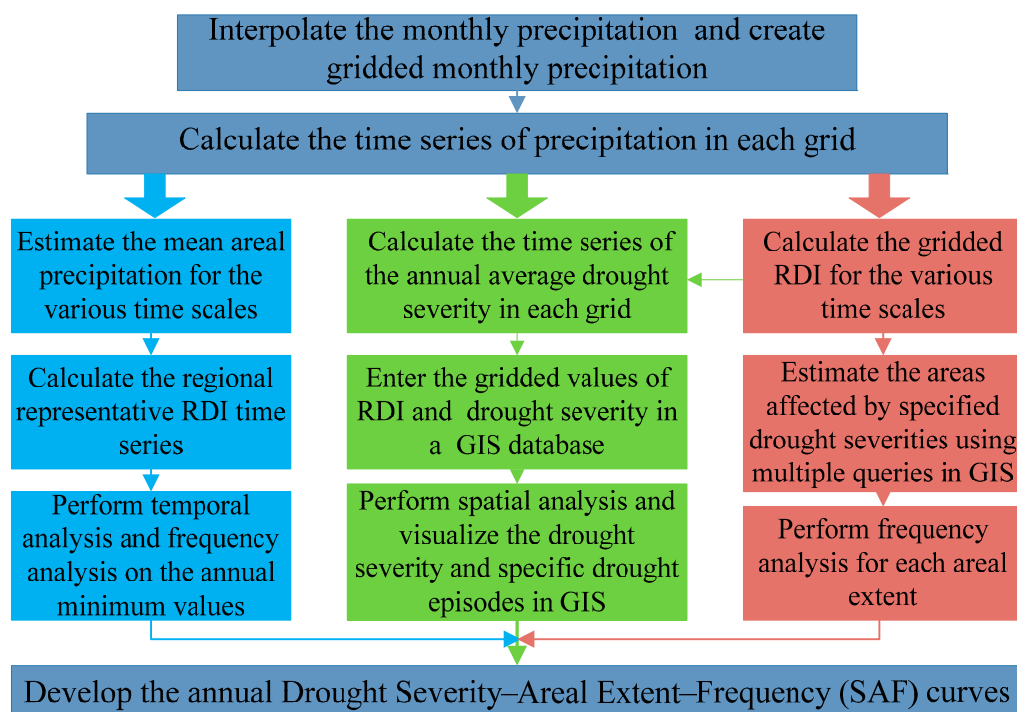 Interpolate the monthly precipitation and create
gridded monthly precipitation
Calculate the time series of precipitation in each grid
Estimate the mean areal
precipitation for the
various time scales
Calculate the regional
representative RDI time
series
Perform temporal
analysis and frequency
analysis on the annual
minimum values
Calculate the time series of
the annual average drought
severity in each grid
Enter the gridded values of
RDI and drought severity in
a GIS database
Perform spatial analysis and
visualize the drought
severity and specific drought
episodes in GIS
Calculate the gridded
RDI for the various
time scales
Estimate the areas
affected by specified
drought severities using
multiple queries in GIS
Perform frequency
analysis for each areal
extent
Develop the annual Drought Severity–Areal Extent–Frequency (SAF) curves